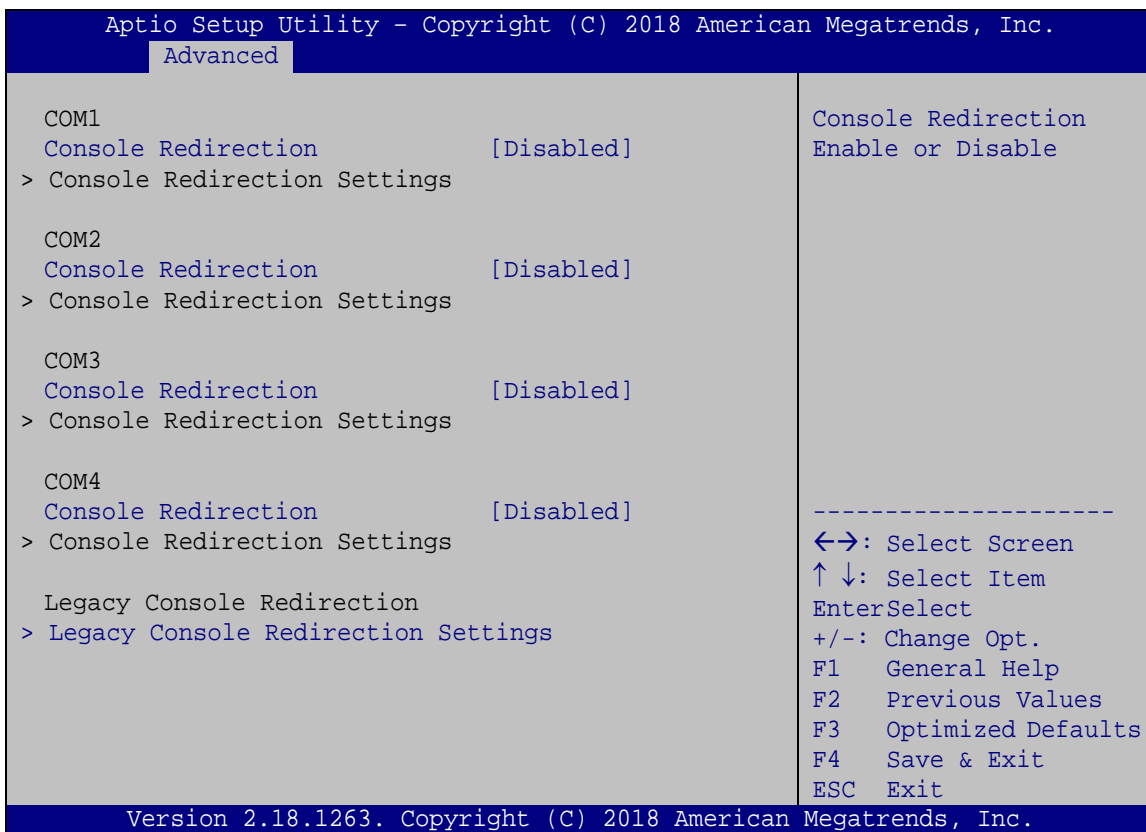 Aptio Setup Utility – Copyright (C) 2018 American Megatrends, Inc.
Advanced
COM1
Console Redirection [Disabled]
> Console Redirection Settings
COM2
Console Redirection [Disabled]
> Console Redirection Settings
COM3
Console Redirection [Disabled]
> Console Redirection Settings
COM4
Console Redirection [Disabled]
> Console Redirection Settings
Legacy Console Redirection
> Legacy Console Redirection Settings
Console Redirection
Enable or Disable
---------------------
←→: Select Screen
↑ ↓: Select Item
EnterSelect
+/-: Change Opt.
F1 General Help
F2 Previous Values
F3 Optimized Defaults
F4 Save & Exit
ESC Exit
Version 2.18.1263. Copyright (C) 2018 American Megatrends, Inc.